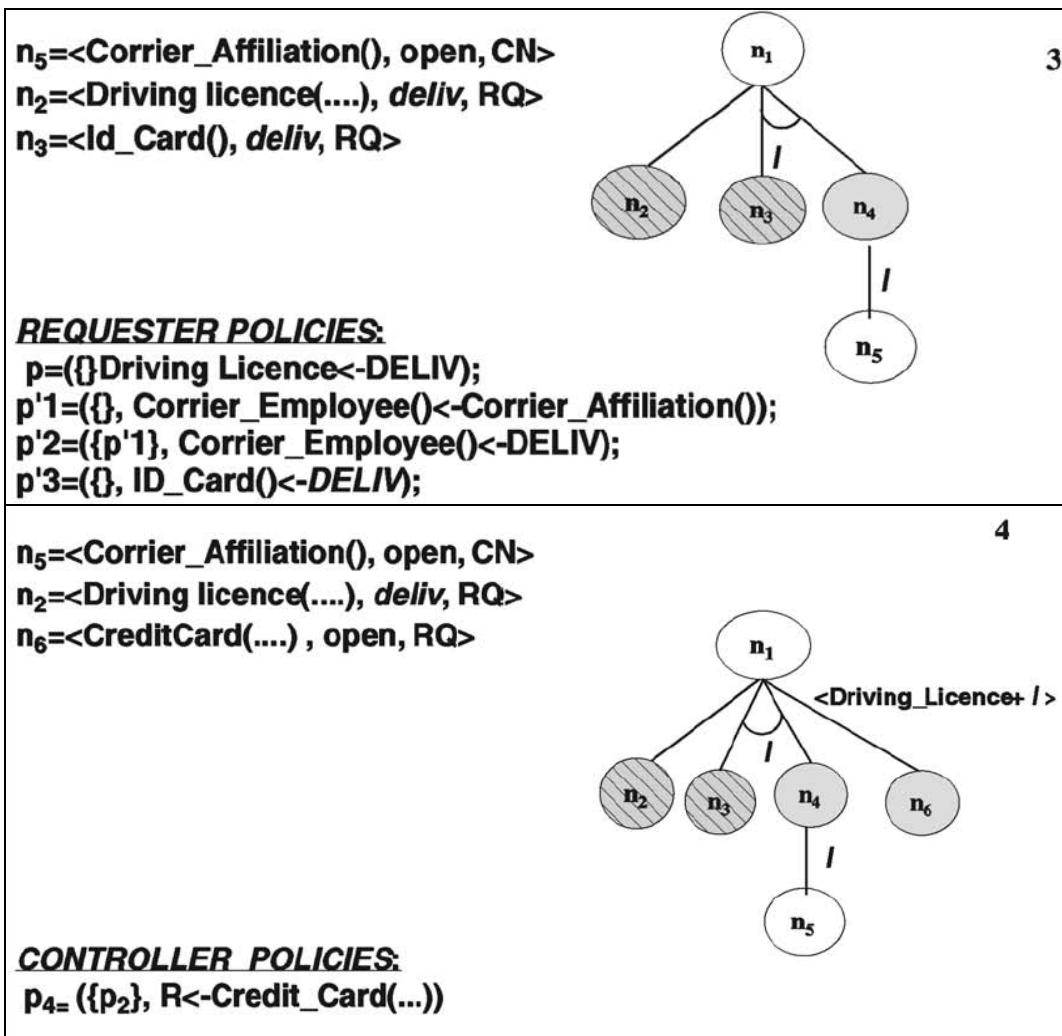 3
n5=<Corrier_Affiliation(), open, CN>
n2=<Driving licence(....), deliv, RQ>
n3=<Id_Card(), deliv, RQ>
n1
l
n2
n3
n4
l
n5
REQUESTER POLICIES:
p=({}Driving Licence<-DELIV);
p'1=({}, Corrier_Employee()<-Corrier_Affiliation());
p'2=({p'1}, Corrier_Employee()<-DELIV);
p'3=({}, ID_Card()<-DELIV);
4
n5=<Corrier_Affiliation(), open, CN>
n2=<Driving licence(....), deliv, RQ>
n6=<CreditCard(....) , open, RQ>
n1
<Driving_Licence+ l >
l
n2
n3
n4
n6
l
n5
CONTROLLER POLICIES:
p4= ({p2}, R<-Credit_Card(...))